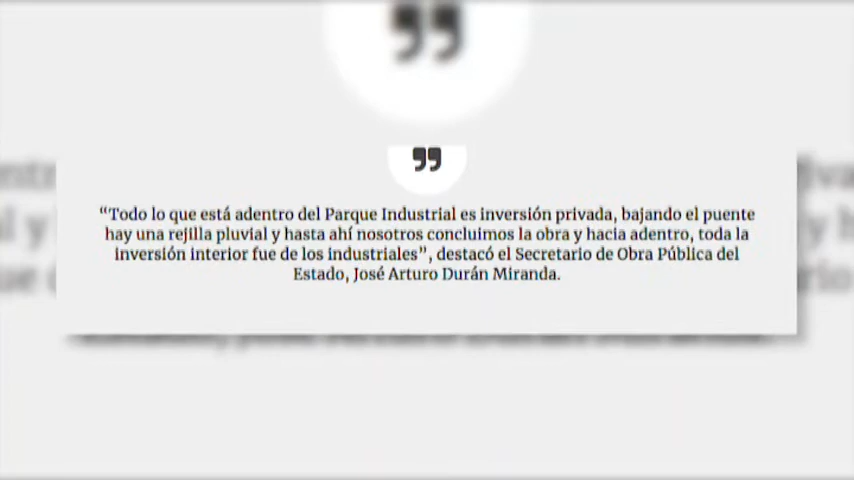 ”
”
“Todo lo que está adentro del Parque Industrial es inversión privada, bajando el puente
hay una rejilla pluvial y hasta ahí nosotros concluimos la obra y hacia adentro, toda la
inversión interior fue de los industriales”, destacó el Secretario de Obra Pública del
Estado, José Arturo Durán Miranda.